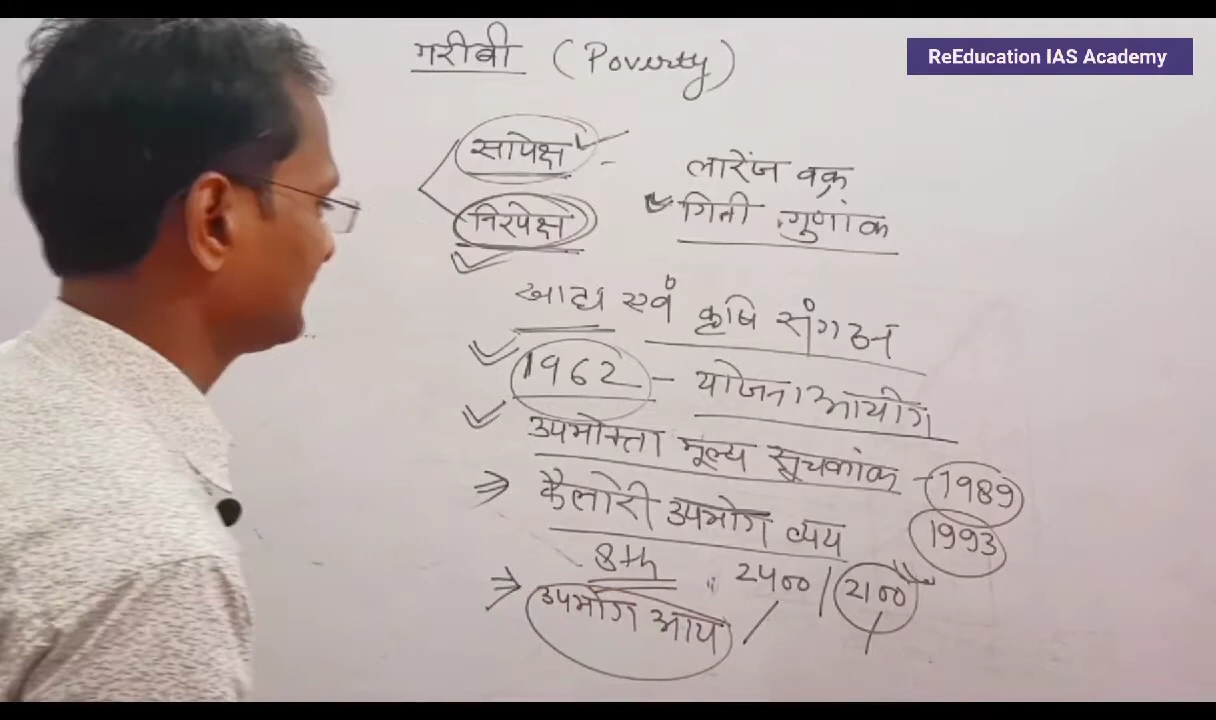 गरीबी (Poverty)
ReEducation IAS Academy
सापेक्ष - लारेंज वक्र
निरपेक्ष गिनी गुणांक
खाद्य एवं कृषि संगठन
1962 - योजना आयोग
उपभोक्ता मूल्य सूचकांक - 1989
कैलोरी उपभोग व्यय 1993
8th 2400 / 2100
उपभोग आय